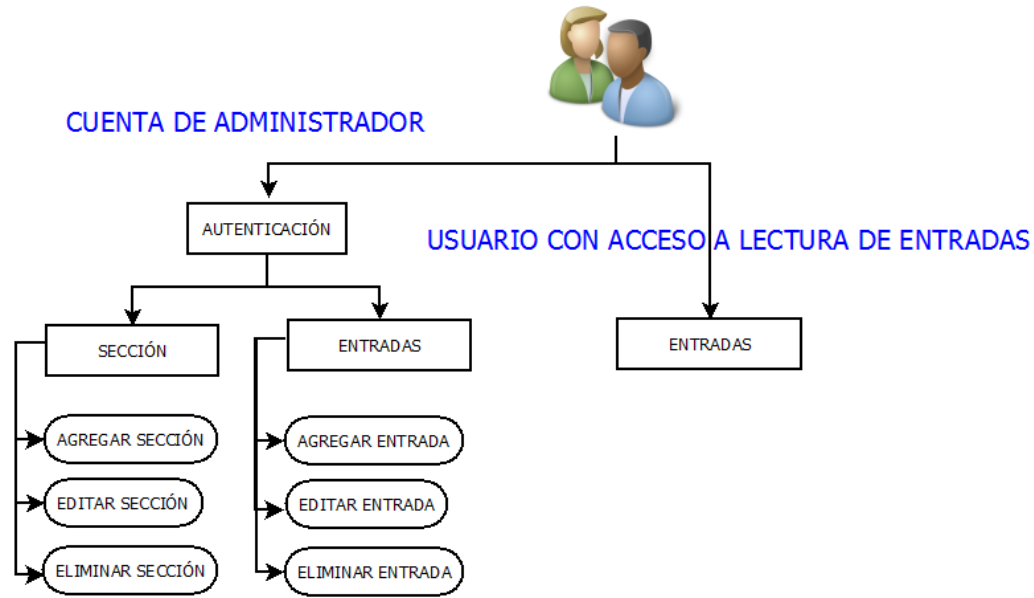 CUENTA DE ADMINISTRADOR
AUTENTICACIÓN
USUARIO CON ACCESO A LECTURA DE ENTRADAS
SECCIÓN
ENTRADAS
ENTRADAS
AGREGAR SECCIÓN
AGREGAR ENTRADA
EDITAR SECCIÓN
EDITAR ENTRADA
ELIMINAR SECCIÓN
ELIMINAR ENTRADA